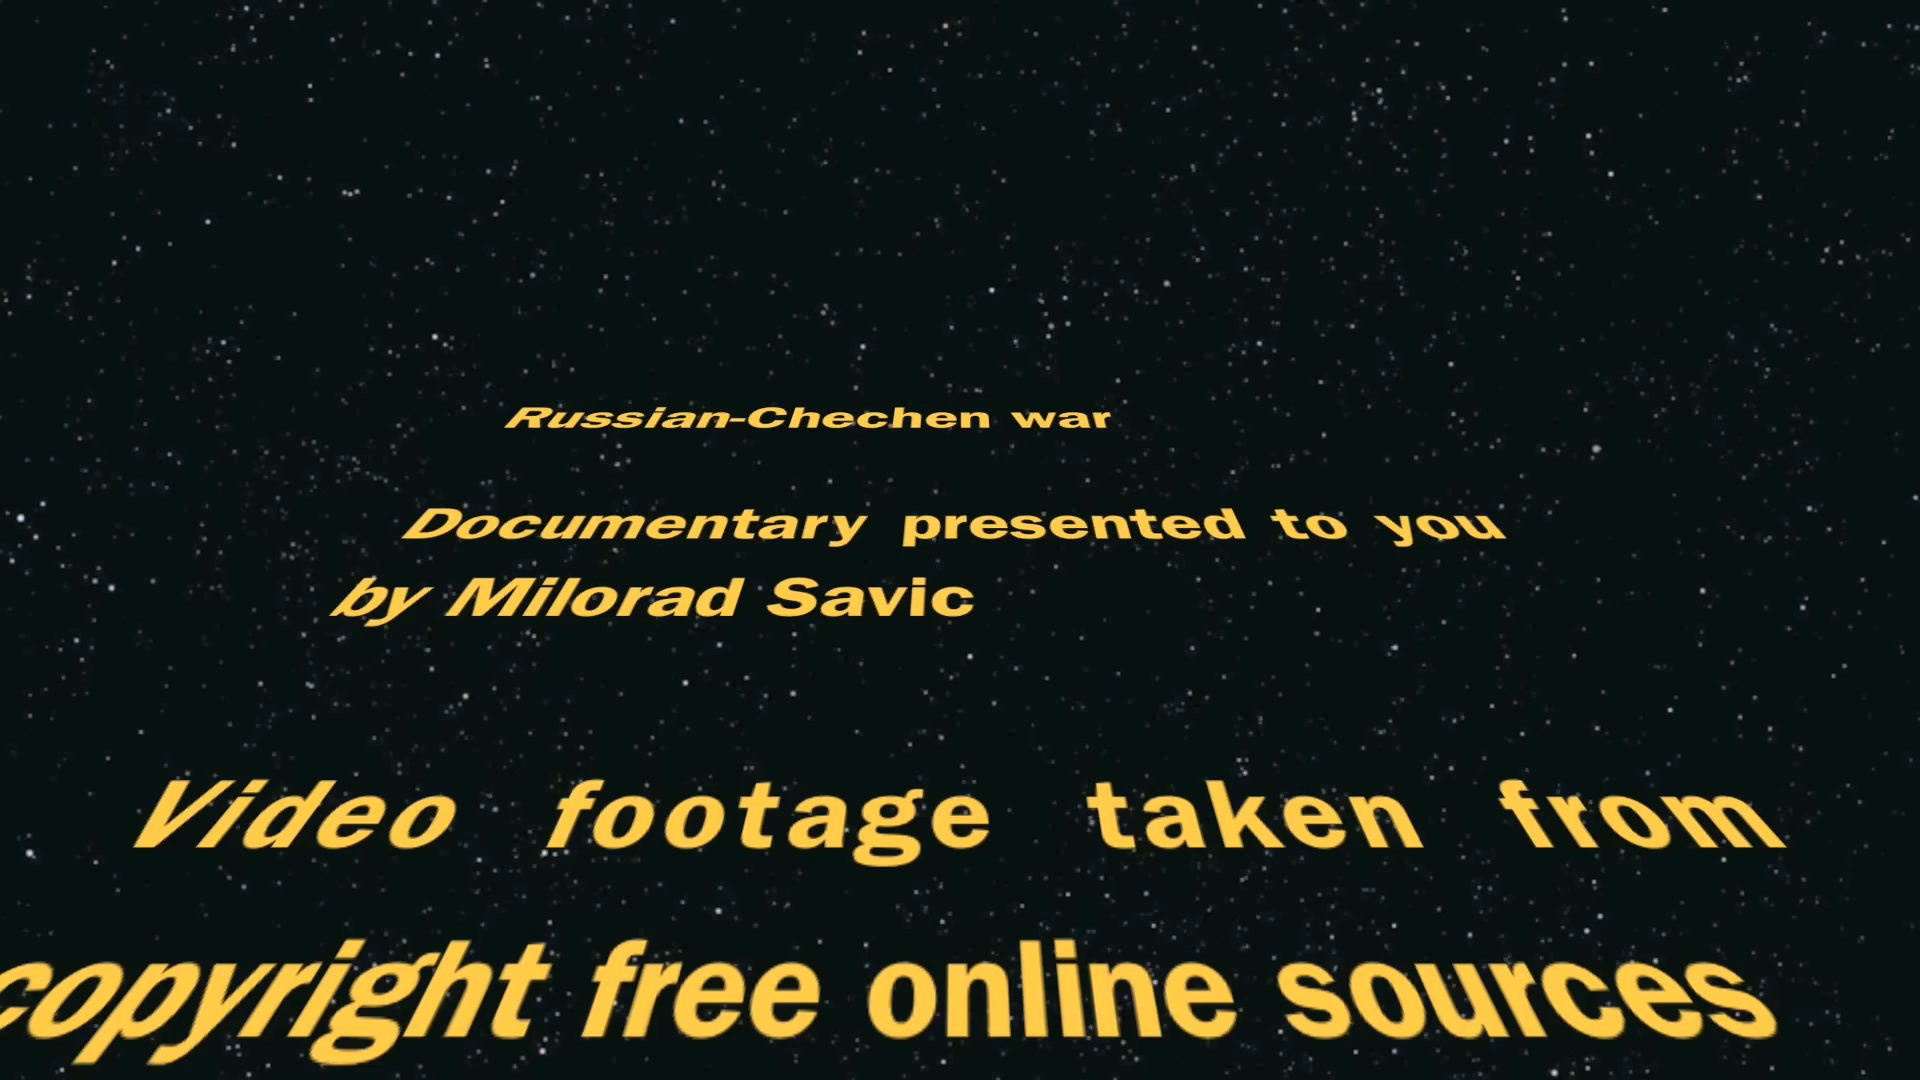 Russian-Chechen war
Documentary presented to you
by Milorad Savic
Video footage taken from
copyright free online sources